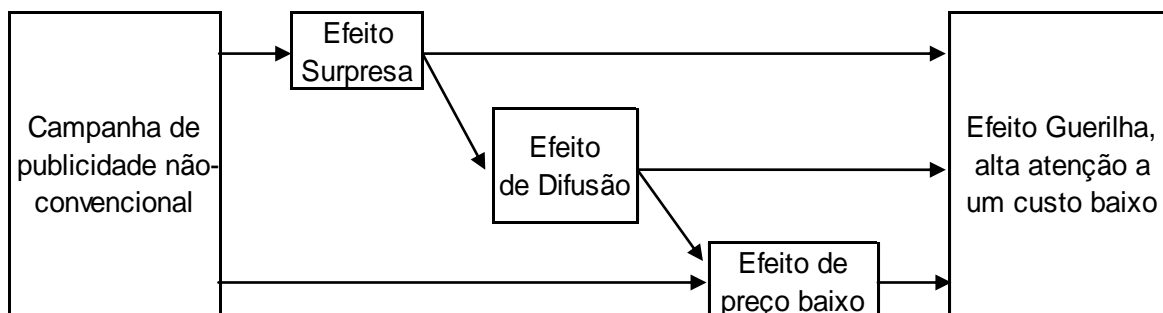 Campanha de
publicidade não-
convencional
Efeito
Surpresa
Efeito
de Difusão
Efeito de
preço baixo
Efeito Guerilha,
alta atenção a
um custo baixo